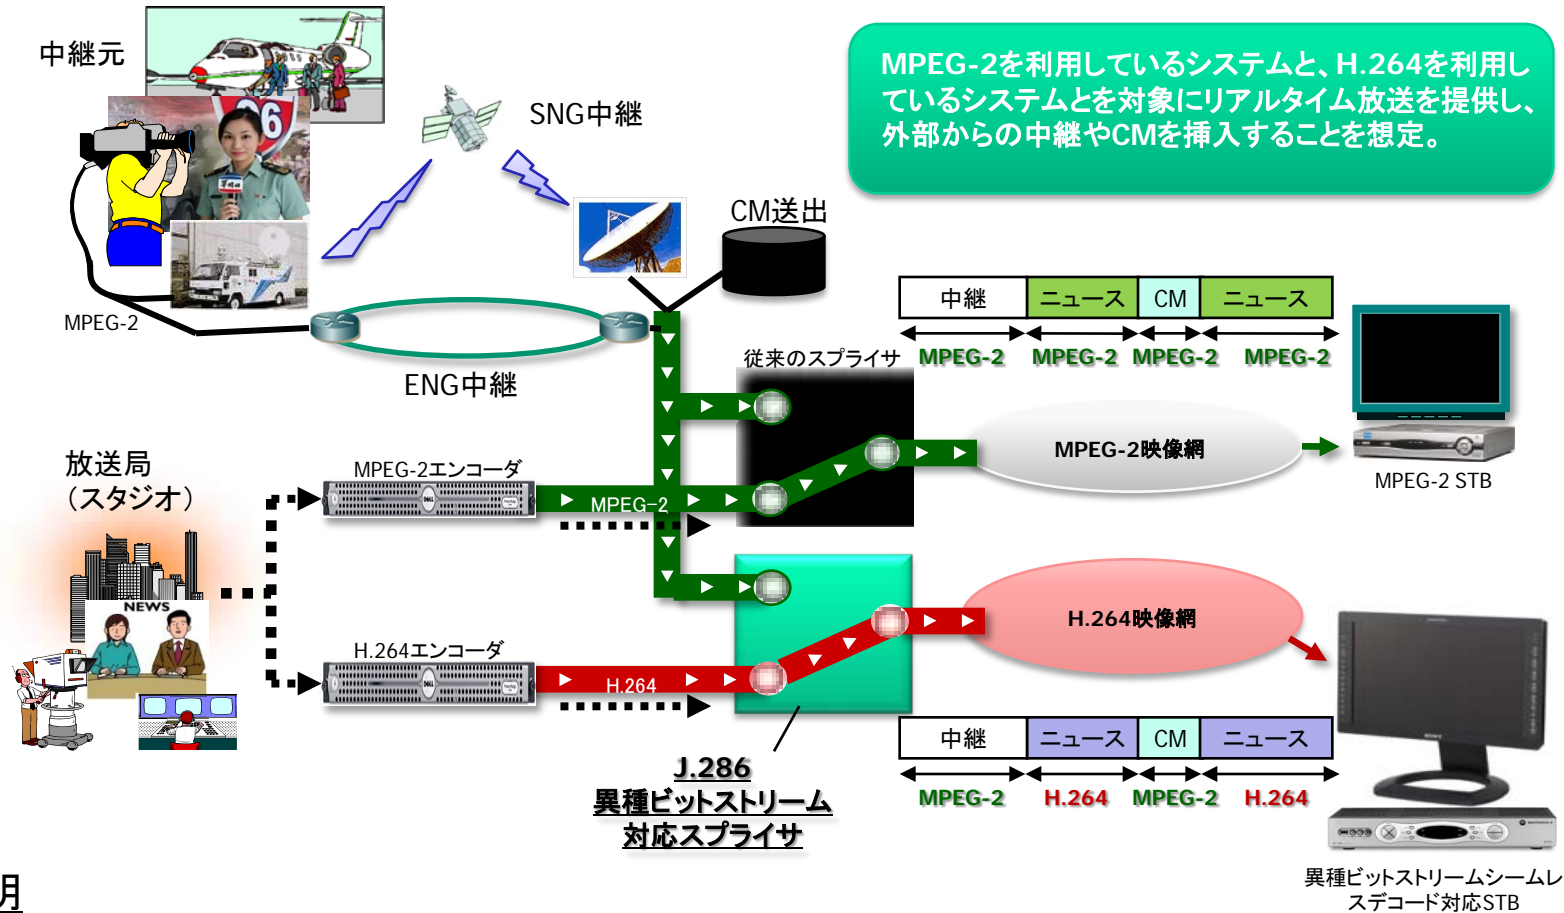 中継元
SNG中継
MPEG-2を利用しているシステムと、H.264を利用し
ているシステムとを対象にリアルタイム放送を提供し、
外部からの中継やCMを挿入することを想定。
CM送出
MPEG-2
ENG中継
中継 ニュース CM ニュース
MPEG-2 MPEG-2 MPEG-2 MPEG-2
従来のスプライサ
MPEG-2映像網
MPEG-2 STB
放送局
(スタジオ)
MPEG-2エンコーダ
MPEG-2
NEWS
H.264エンコーダ
H.264
H.264映像網
J.286
異種ビットストリーム
対応スプライサ
中継 ニュース CM ニュース
MPEG-2 H.264 MPEG-2 H.264
異種ビットストリームシームレ
スデコード対応STB